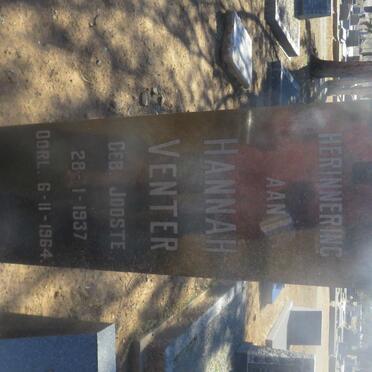 HERINNERING
AAN
HANNAH
VENTER
GEB JOOSTE
28-1-1937
OORL. 6-11-1964